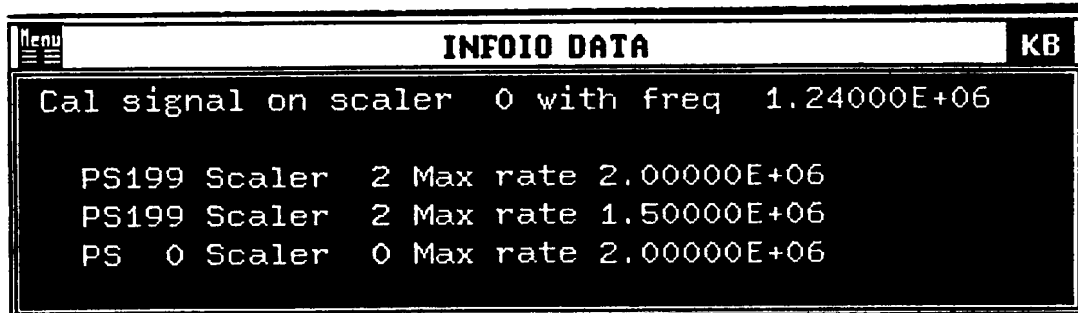 Menu INFOIO DATA KB
Cal signal on scaler 0 with freq 1.24000E+06
PS199 Scaler 2 Max rate 2.00000E+06
PS199 Scaler 2 Max rate 1.50000E+06
PS 0 Scaler 0 Max rate 2.00000E+06